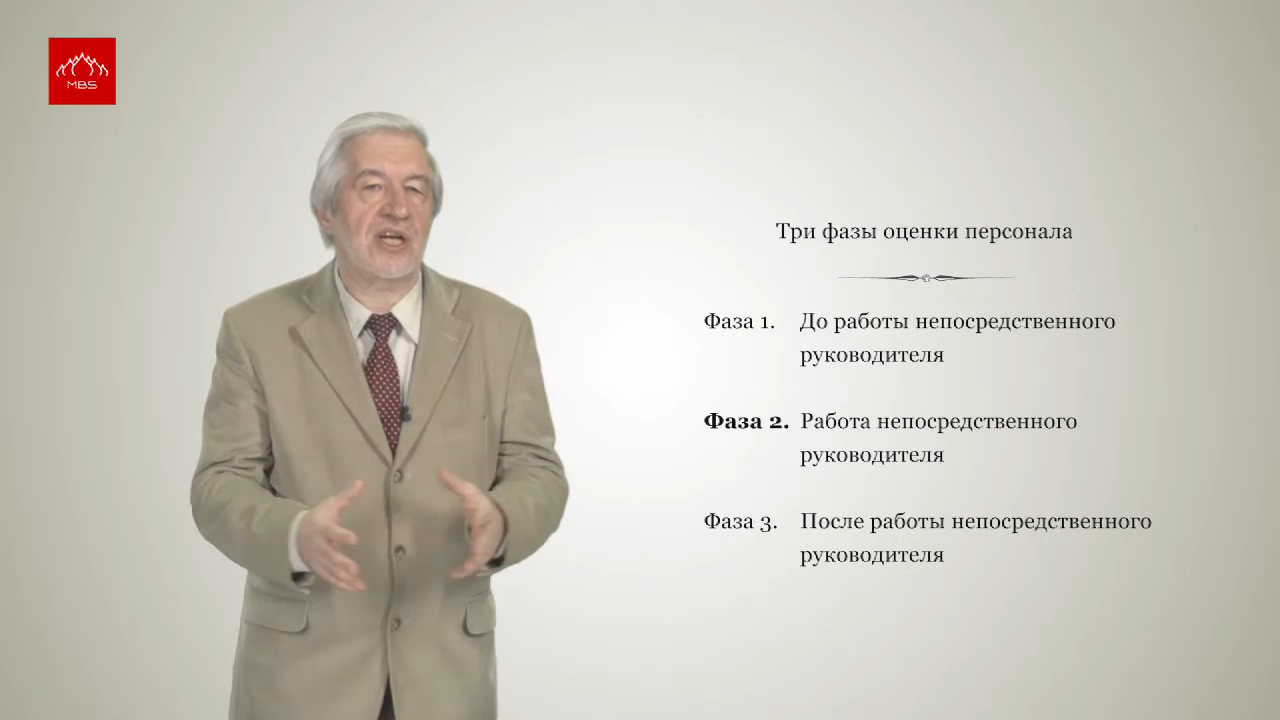 MBS
Три фазы оценки персонала
Фаза 1. До работы непосредственного
руководителя
Фаза 2. Работа непосредственного
руководителя
Фаза 3. После работы непосредственного
руководителя